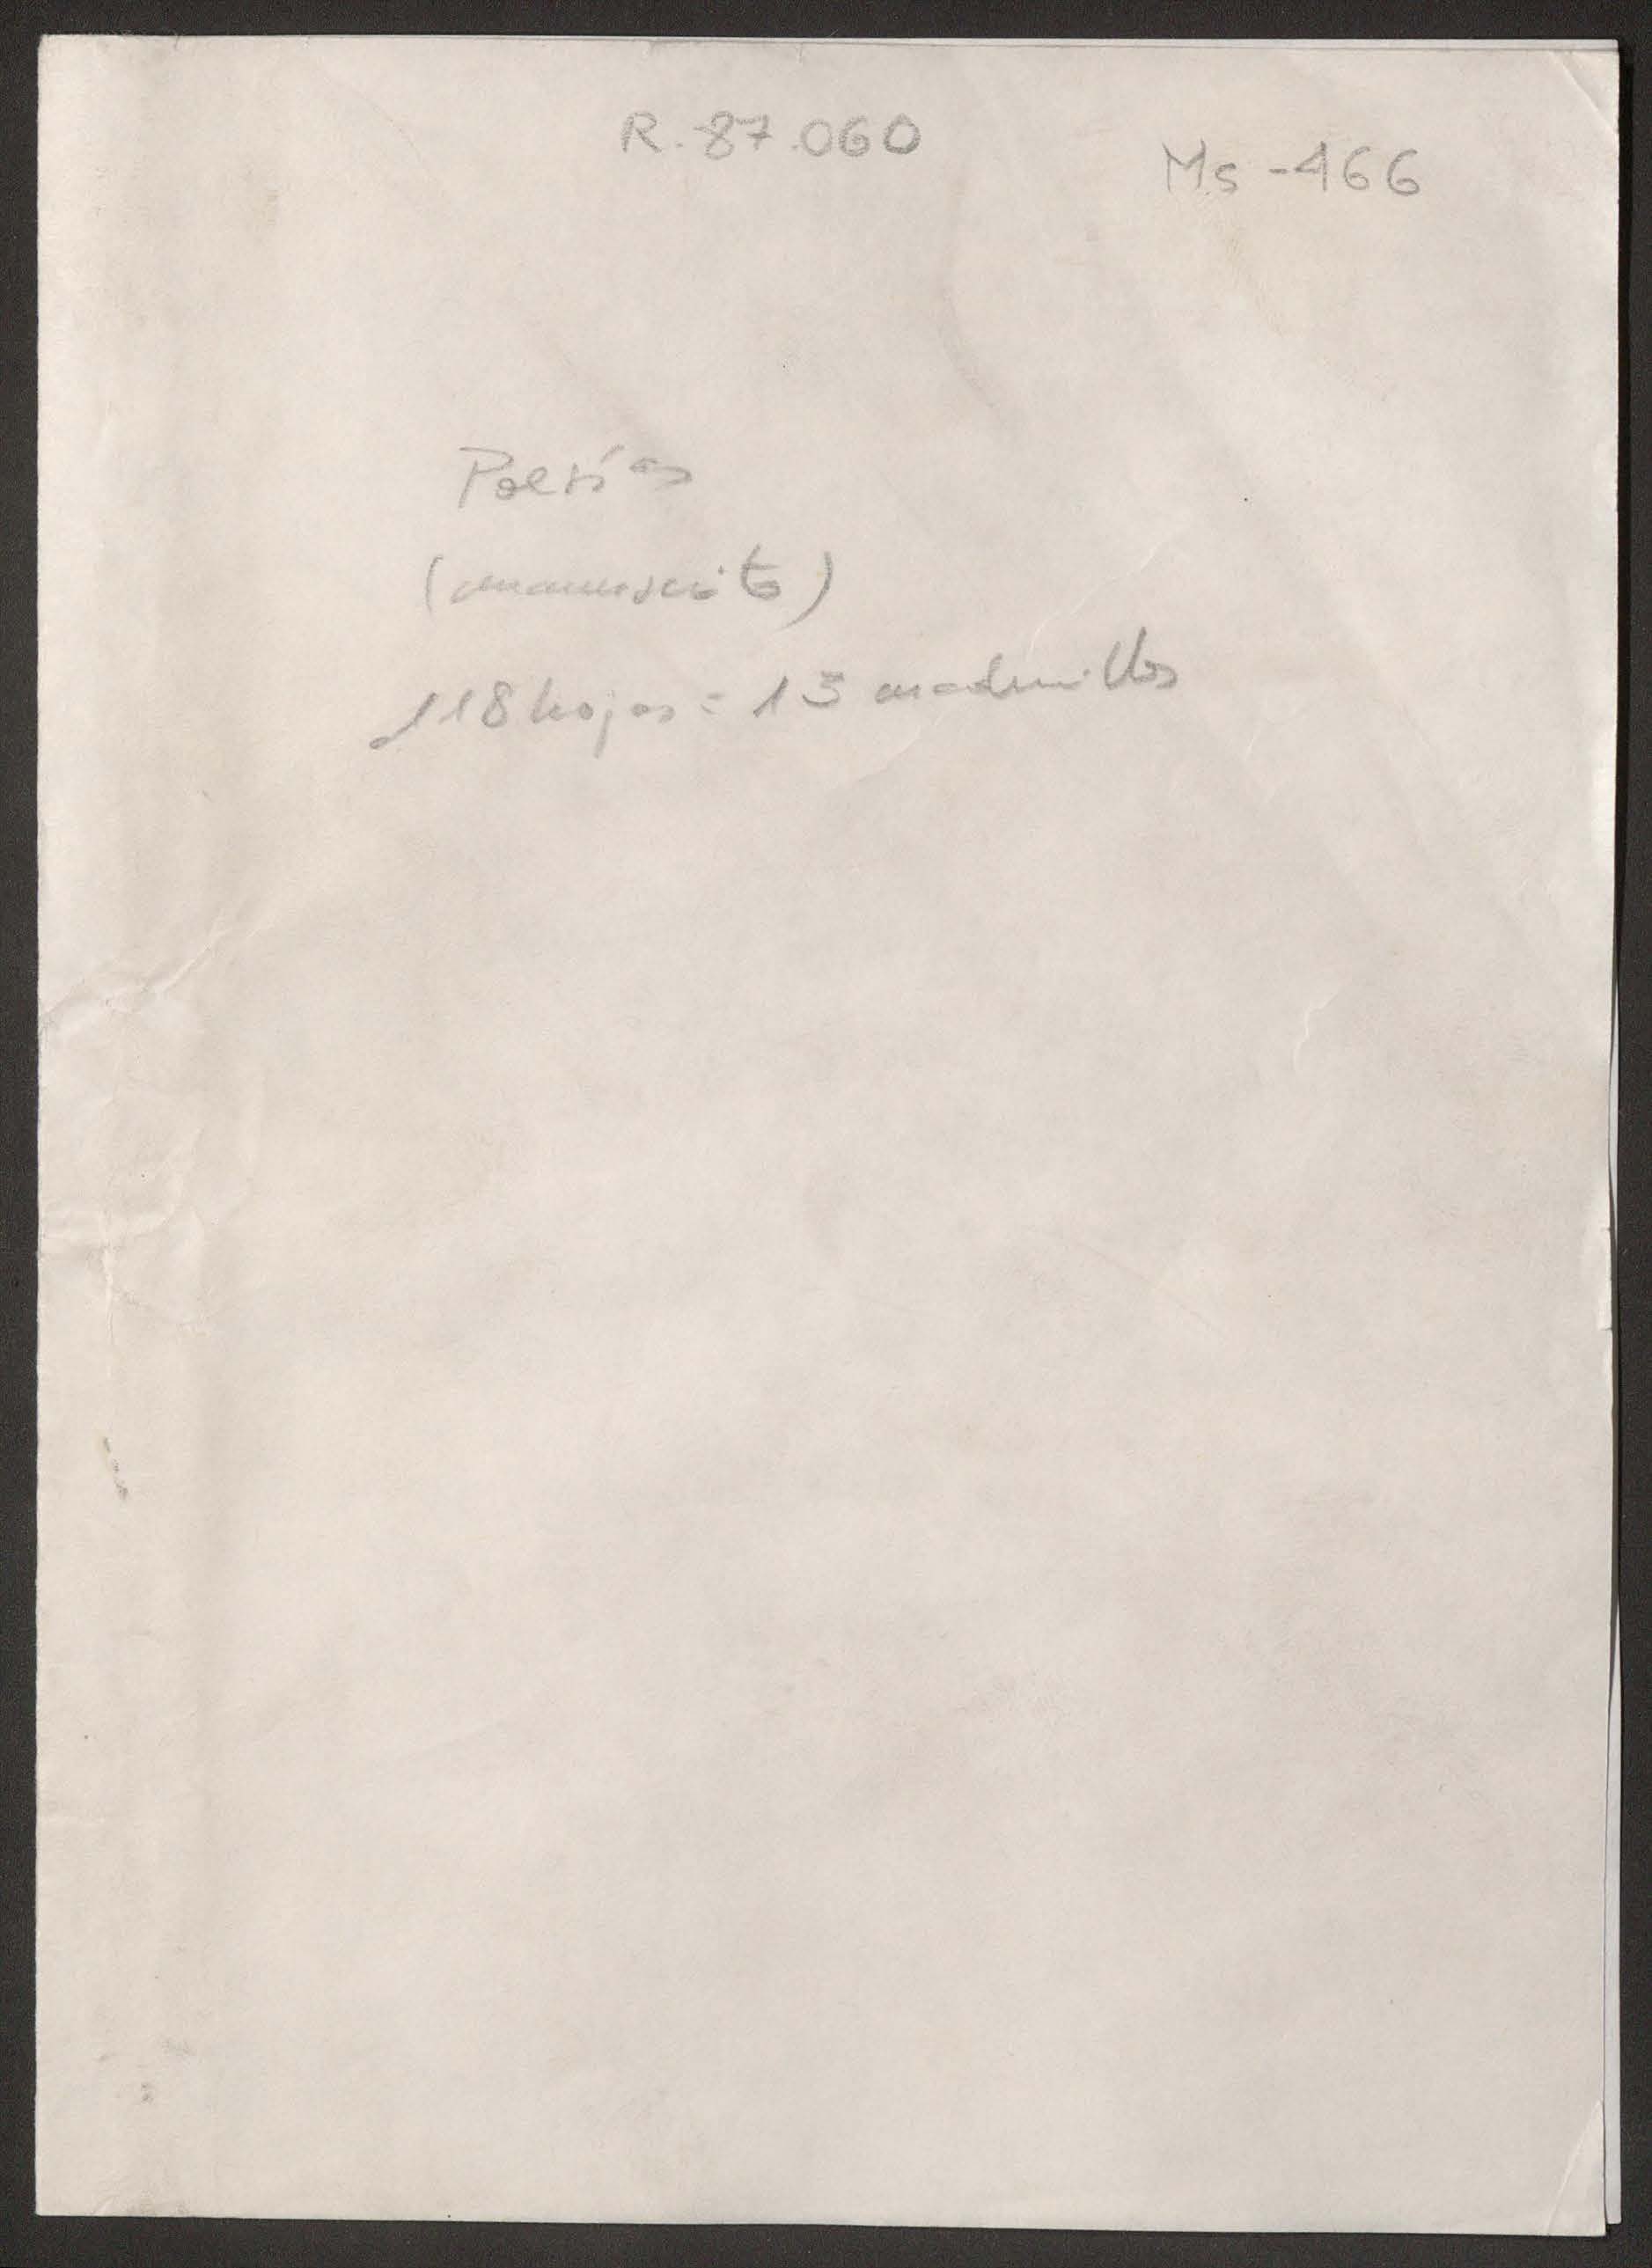 R. 87.060
Ms - 466
Poesías
(manuscrito)
118 hojas = 13 cuadernillos